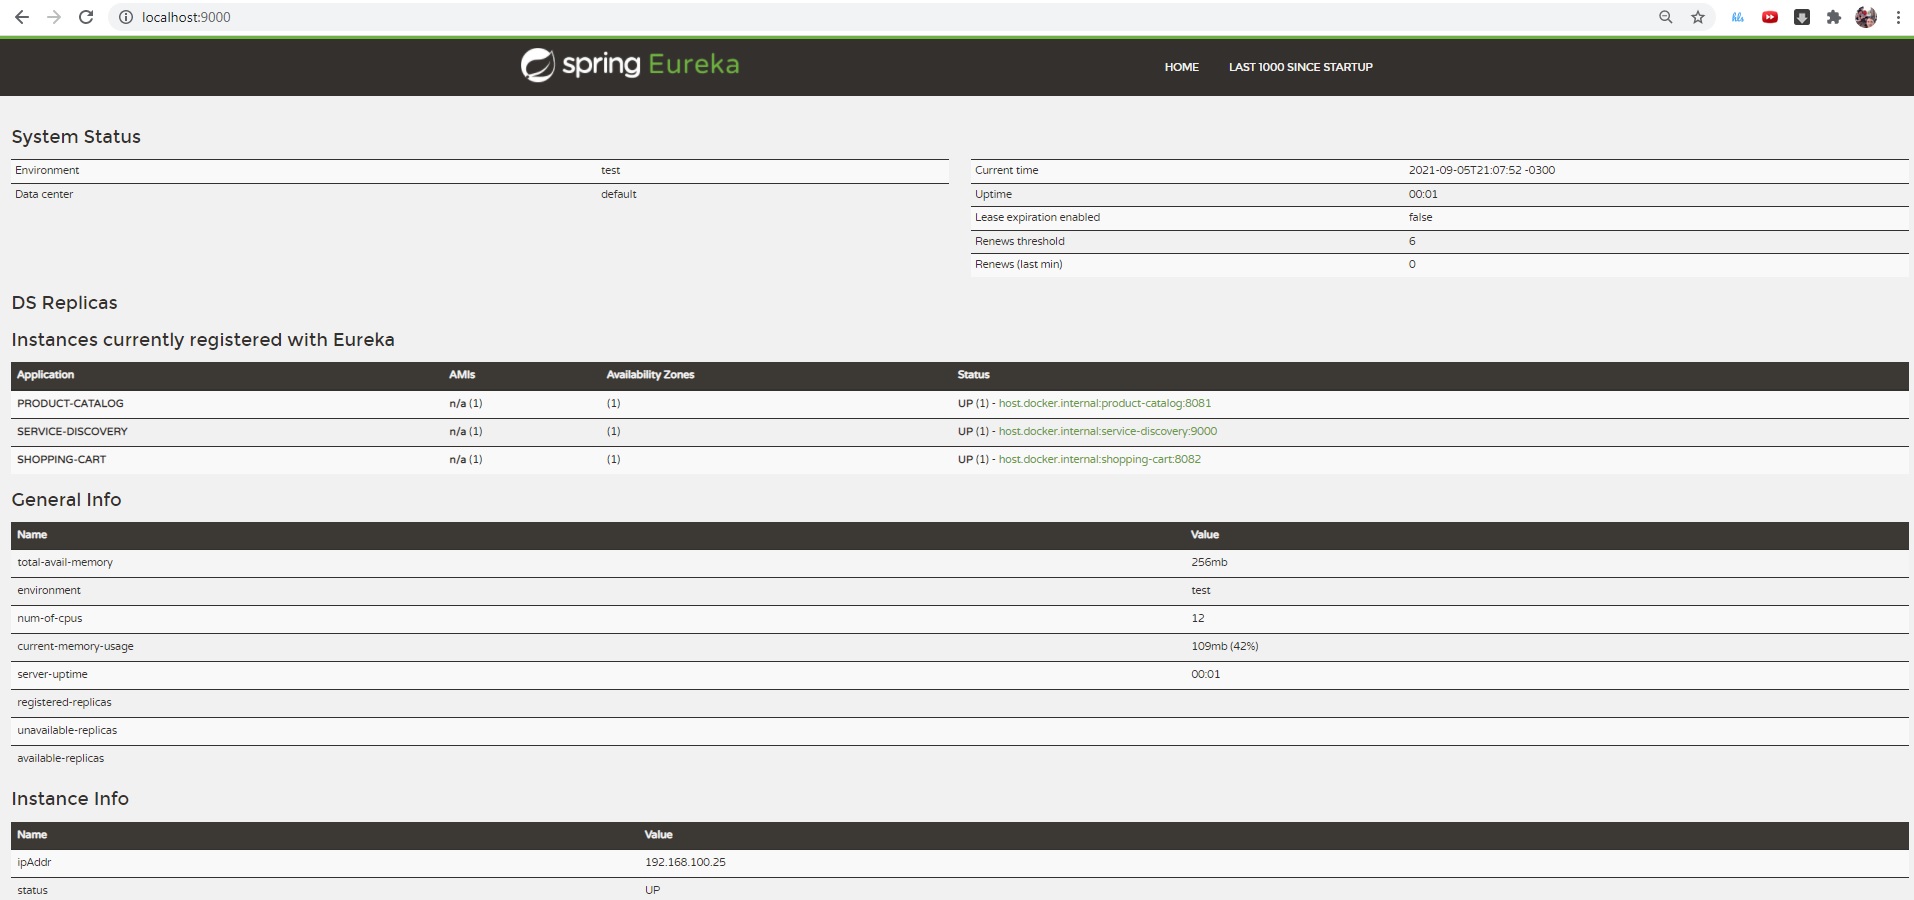 localhost:9000
hls
spring Eureka
HOME LAST 1000 SINCE STARTUP
System Status
Environment test
Data center default
Current time 2021-09-05T21:07:52 -0300
Uptime 00:01
Lease expiration enabled false
Renews threshold 6
Renews (last min) 0
DS Replicas
Instances currently registered with Eureka
Application AMIs Availability Zones Status
PRODUCT-CATALOG n/a (1) (1) UP (1) - host.docker.internal:product-catalog:8081
SERVICE-DISCOVERY n/a (1) (1) UP (1) - host.docker.internal:service-discovery:9000
SHOPPING-CART n/a (1) (1) UP (1) - host.docker.internal:shopping-cart:8082
General Info
Name Value
total-avail-memory 256mb
environment test
num-of-cpus 12
current-memory-usage 109mb (42%)
server-uptime 00:01
registered-replicas
unavailable-replicas
available-replicas
Instance Info
Name Value
ipAddr 192.168.100.25
status UP